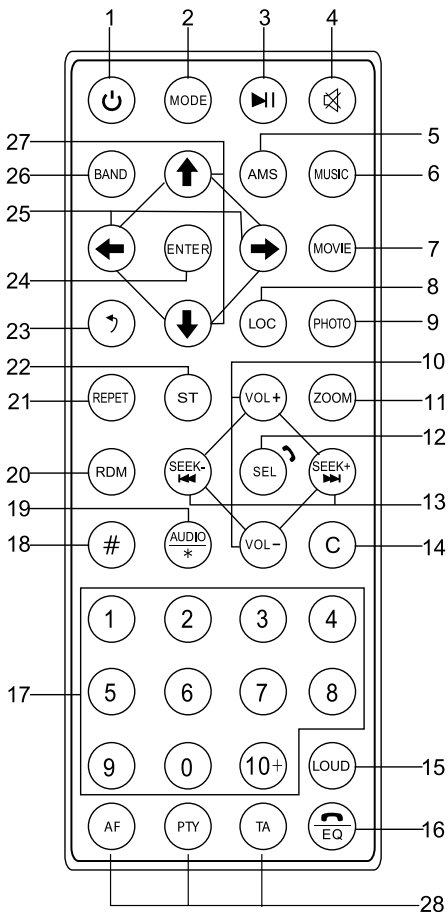 1 2 3 4
MODE
27
5
26 BAND AMS MUSIC 6
25
ENTER MOVIE 7
24
8
23 LOC PHOTO 9
22
10
21 REPET ST VOL+ ZOOM 11
12
20 RDM SEEK- SEL SEEK+
19
13
18 # AUDIO
* VOL- C 14
1 2 3 4
17 5 6 7 8
9 0 10+ LOUD 15
AF PTY TA EQ 16
28